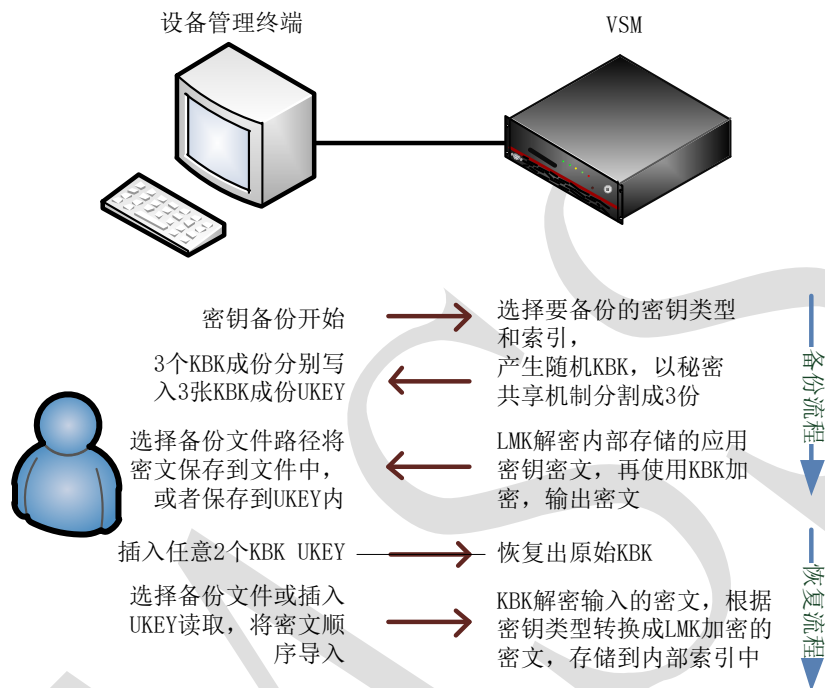 设备管理终端
VSM
密钥备份开始
选择要备份的密钥类型
和索引，
3个KBK成份分别写
入3张KBK成份UKEY
产生随机KBK，以秘密
共享机制分割成3份
选择备份文件路径将
密文保存到文件中，
或者保存到UKEY内
LMK解密内部存储的应用
密钥密文，再使用KBK加
密，输出密文
备份流程
插入任意2个KBK UKEY
恢复出原始KBK
选择备份文件或插入
UKEY读取，将密文顺
序导入
KBK解密输入的密文，根据
密钥类型转换成LMK加密的
密文，存储到内部索引中
恢复流程